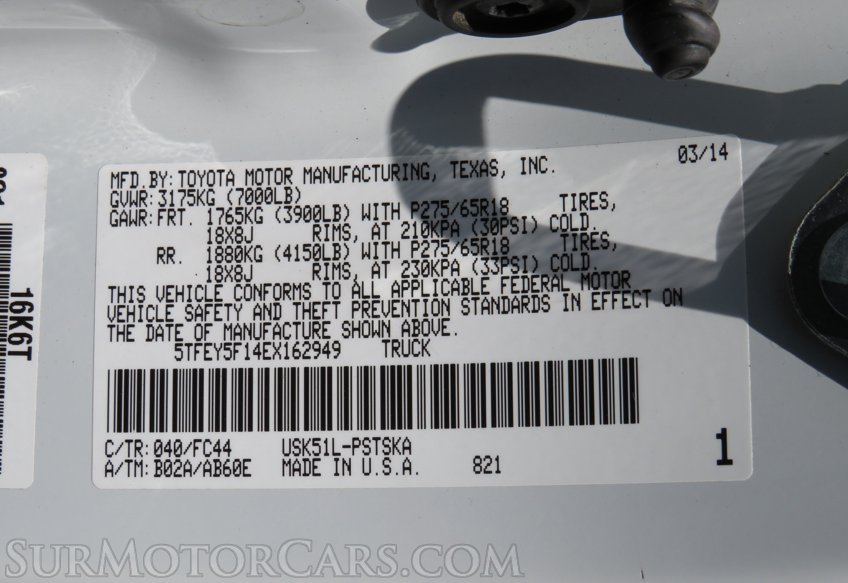 03/14
MFD.BY: TOYOTA MOTOR MANUFACTURING, TEXAS, INC.
GVWR: 3175KG (7000LB)
GAWR: FRT. 1765KG (3900LB) WITH P275/65R18 TIRES,
18X8J RIMS, AT 210KPA (30PSI) COLD.
RR. 1880KG (4150LB) WITH P275/65R18 TIRES,
18X8J RIMS, AT 230KPA (33PSI) COLD.
THIS VEHICLE CONFORMS TO ALL APPLICABLE FEDERAL MOTOR
VEHICLE SAFETY AND THEFT PREVENTION STANDARDS IN EFFECT ON
THE DATE OF MANUFACTURE SHOWN ABOVE.
5TFEY5F14EX162949 TRUCK
C/TR: 040/FC44 USK51L-PSTSKA
A/TM: B02A/AB60E MADE IN U.S.A. 821
1
16K6T
SURMOTORCARS.COM